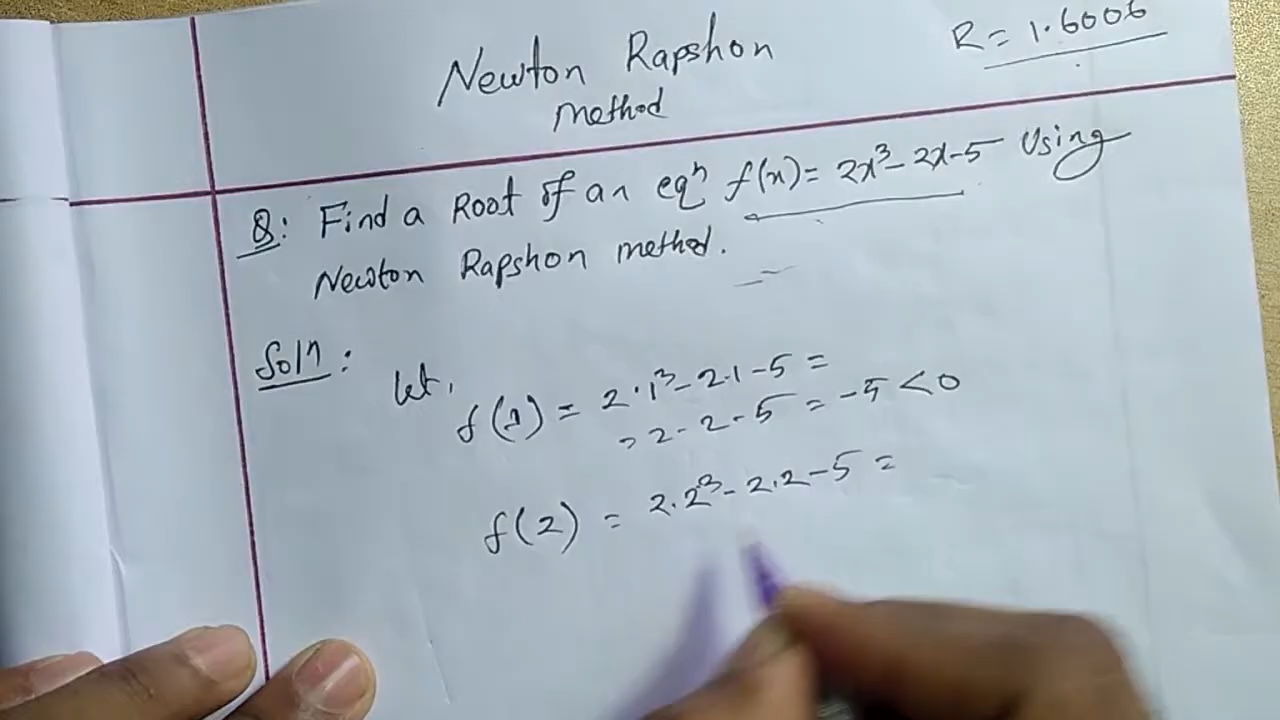 Newton Rapshon
method
R = 1.6006
Q: Find a Root of an eqⁿ f(x) = 2x³ - 2x - 5 Using
Newton Rapshon method.
Solⁿ: let,
f(1) = 2·1³ - 2·1 - 5 =
= 2 - 2 - 5 = -5 < 0
f(2) = 2·2³ - 2·2 - 5 =